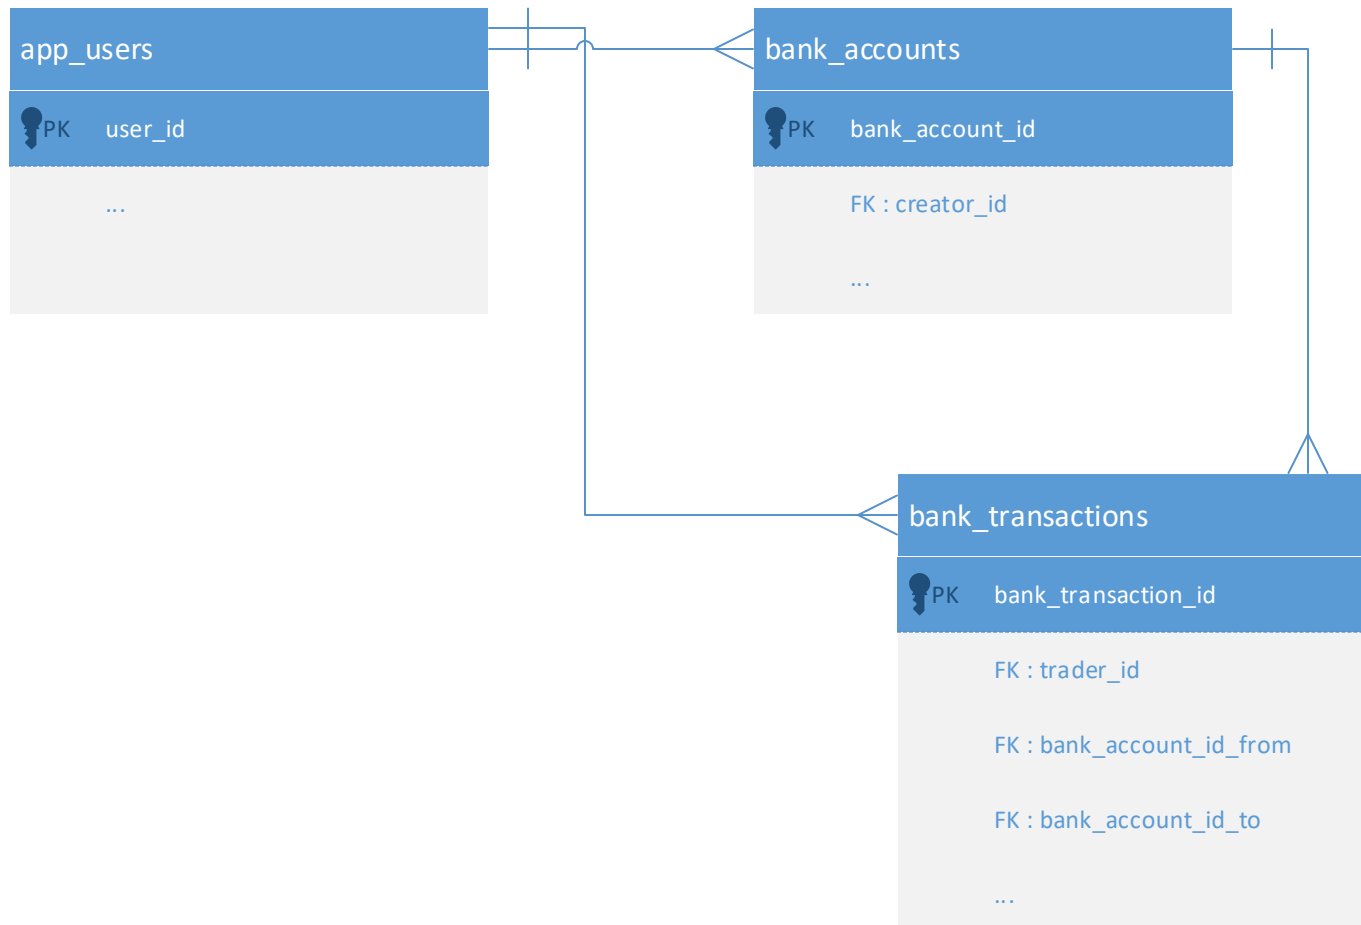 app_users
PK user_id
...
bank_accounts
PK bank_account_id
FK : creator_id
...
bank_transactions
PK bank_transaction_id
FK : trader_id
FK : bank_account_id_from
FK : bank_account_id_to
...